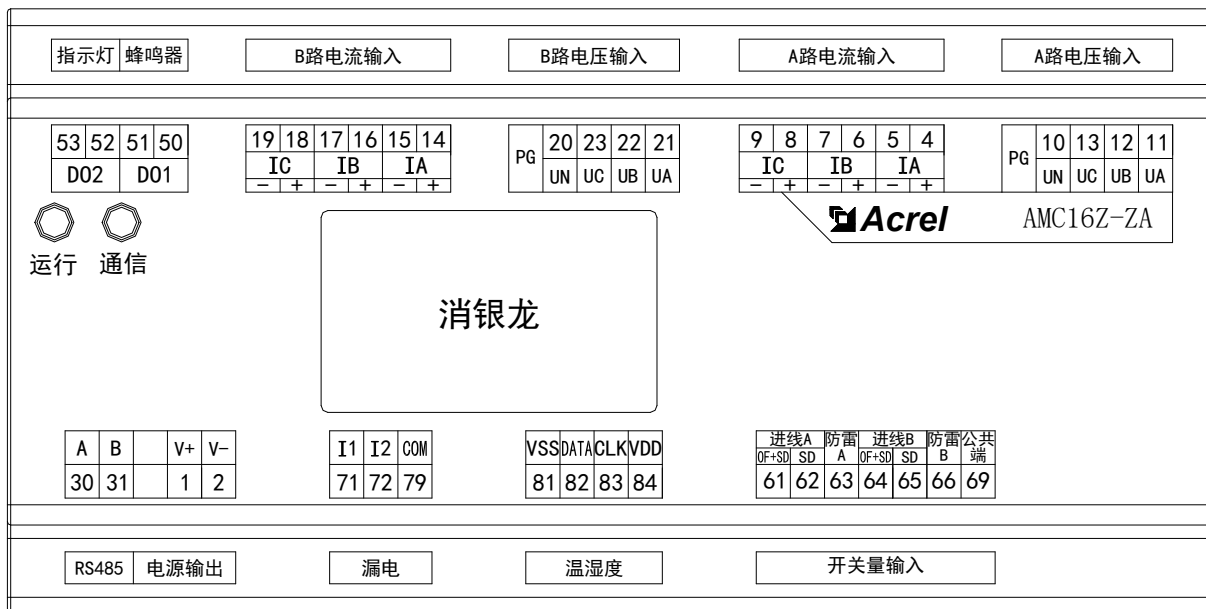 指示灯 蜂鸣器 B路电流输入 B路电压输入 A路电流输入 A路电压输入
53 52 51 50 19 18 17 16 15 14 PG 20 23 22 21 9 8 7 6 5 4 PG 10 13 12 11
DO2 DO1 IC IB IA UN UC UB UA IC IB IA UN UC UB UA
- + - + - + - + - + - +
Acrel AMC16Z-ZA
运行 通信
消银龙
A B V+ V- I1 I2 COM VSS DATA CLK VDD 进线A 防雷A 进线B 防雷B 公共端
OF+SD SD OF+SD SD
30 31 1 2 71 72 79 81 82 83 84 61 62 63 64 65 66 69
RS485 电源输出 漏电 温湿度 开关量输入